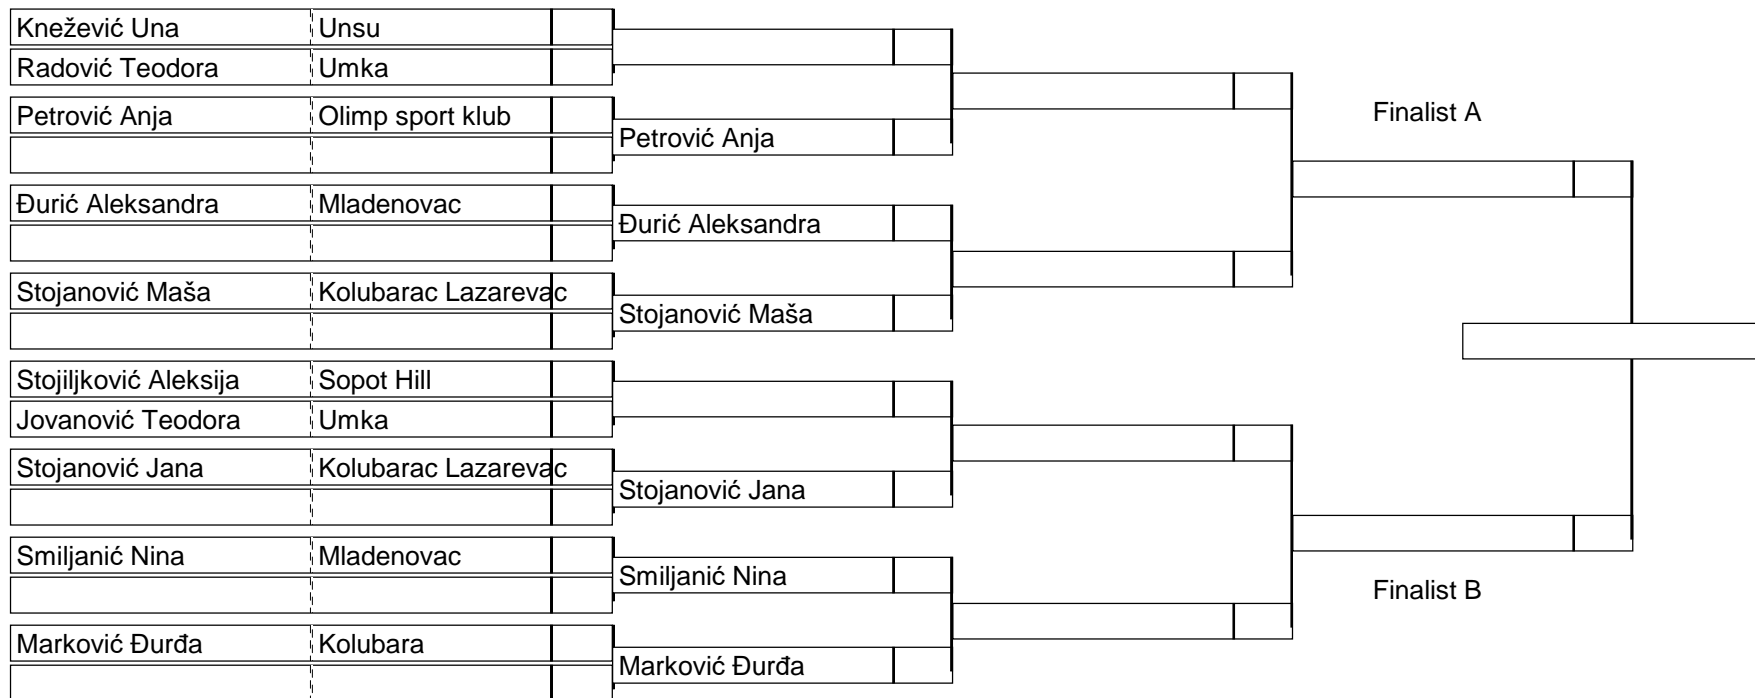 Knežević Una Unsu
Radović Teodora Umka
Petrović Anja Olimp sport klub
Finalist A
Petrović Anja
Đurić Aleksandra Mladenovac
Đurić Aleksandra
Stojanović Maša Kolubarac Lazarevac
Stojanović Maša
Stojiljković Aleksija Sopot Hill
Jovanović Teodora Umka
Stojanović Jana Kolubarac Lazarevac
Stojanović Jana
Smiljanić Nina Mladenovac
Smiljanić Nina
Finalist B
Marković Đurđa Kolubara
Marković Đurđa